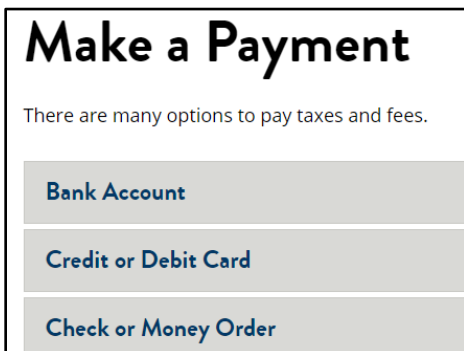 Make a Payment
There are many options to pay taxes and fees.
Bank Account
Credit or Debit Card
Check or Money Order